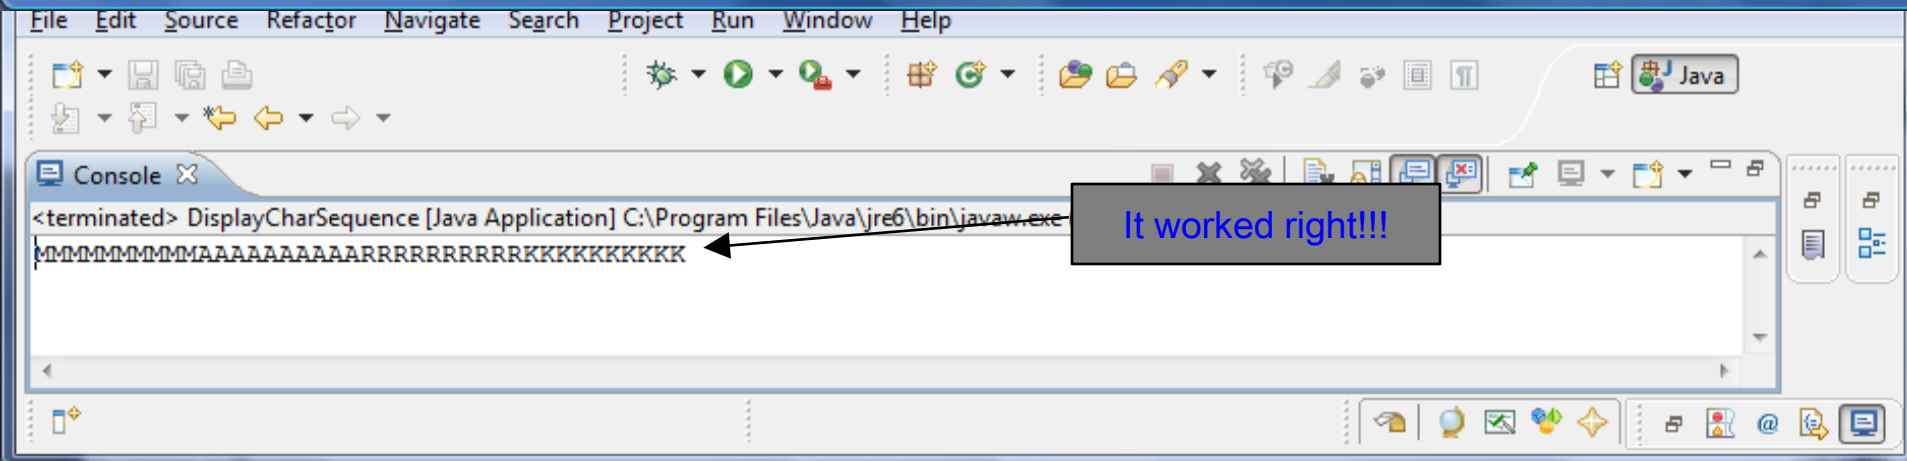 File Edit Source Refactor Navigate Search Project Run Window Help
Java
Console
<terminated> DisplayCharSequence [Java Application] C:\Program Files\Java\jre6\bin\javaw.exe
It worked right!!!
MMMMMMMMMMAAAAAAAAAARRRRRRRRRRKKKKKKKKKK